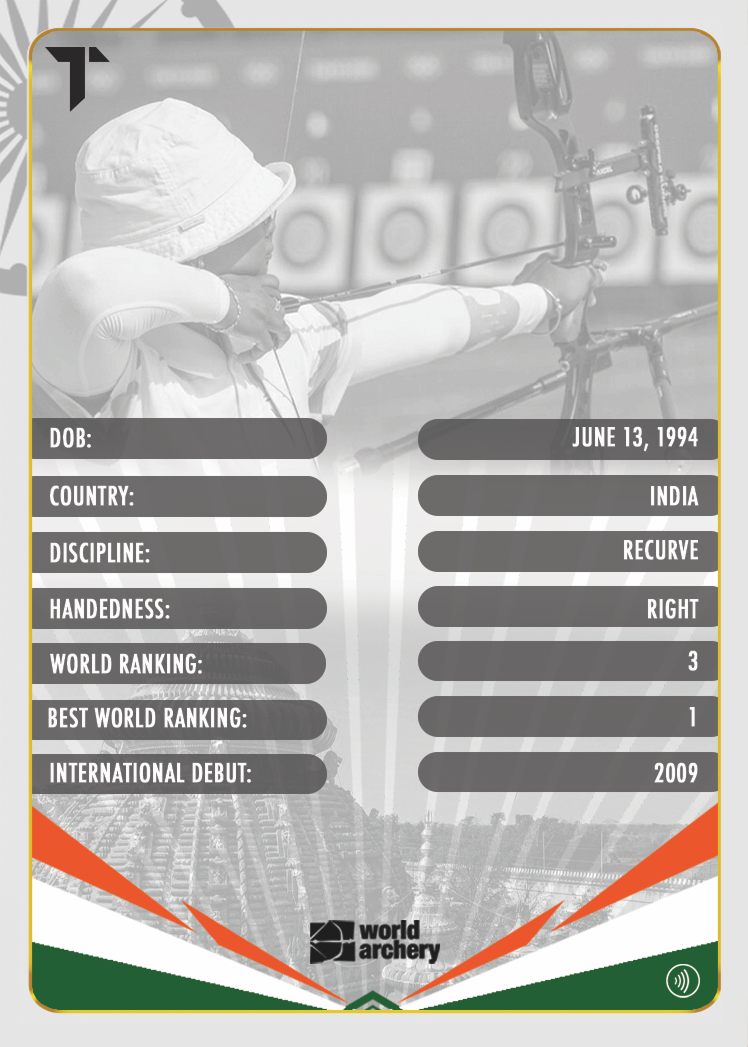 DOB: JUNE 13, 1994
COUNTRY: INDIA
DISCIPLINE: RECURVE
HANDEDNESS: RIGHT
WORLD RANKING: 3
BEST WORLD RANKING: 1
INTERNATIONAL DEBUT: 2009
world
archery